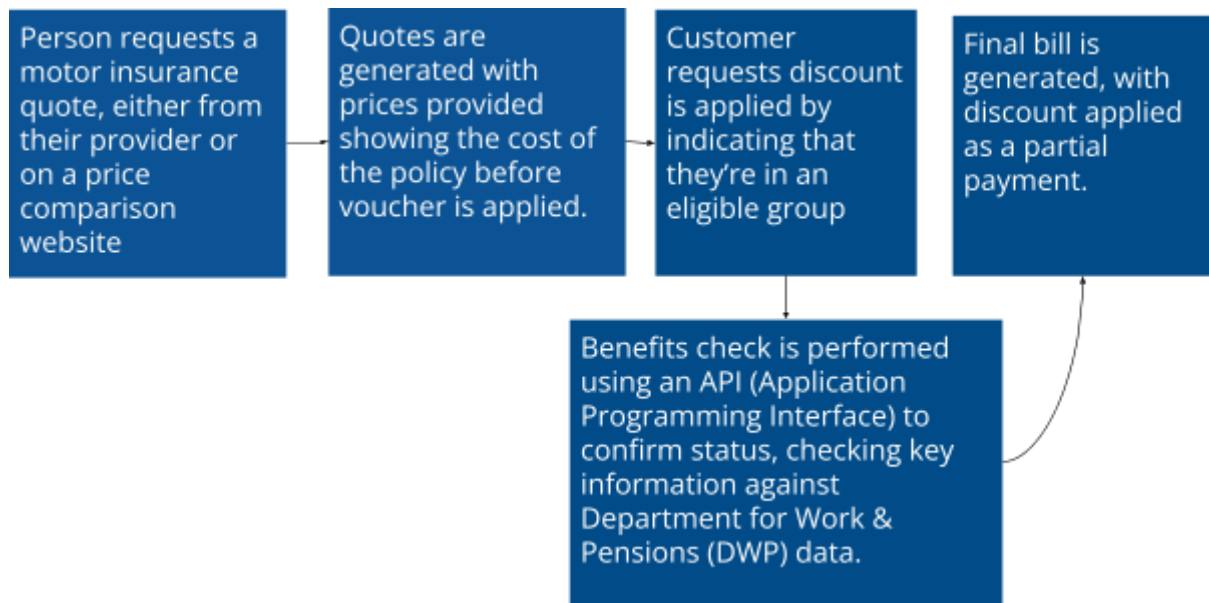 Person requests a
motor insurance
quote, either from
their provider or
on a price
comparison
website
Quotes are
generated with
prices provided
showing the cost of
the policy before
voucher is applied.
Customer
requests discount
is applied by
indicating that
they're in an
eligible group
Benefits check is performed
using an API (Application
Programming Interface) to
confirm status, checking key
information against
Department for Work &
Pensions (DWP) data.
Final bill is
generated, with
discount applied
as a partial
payment.